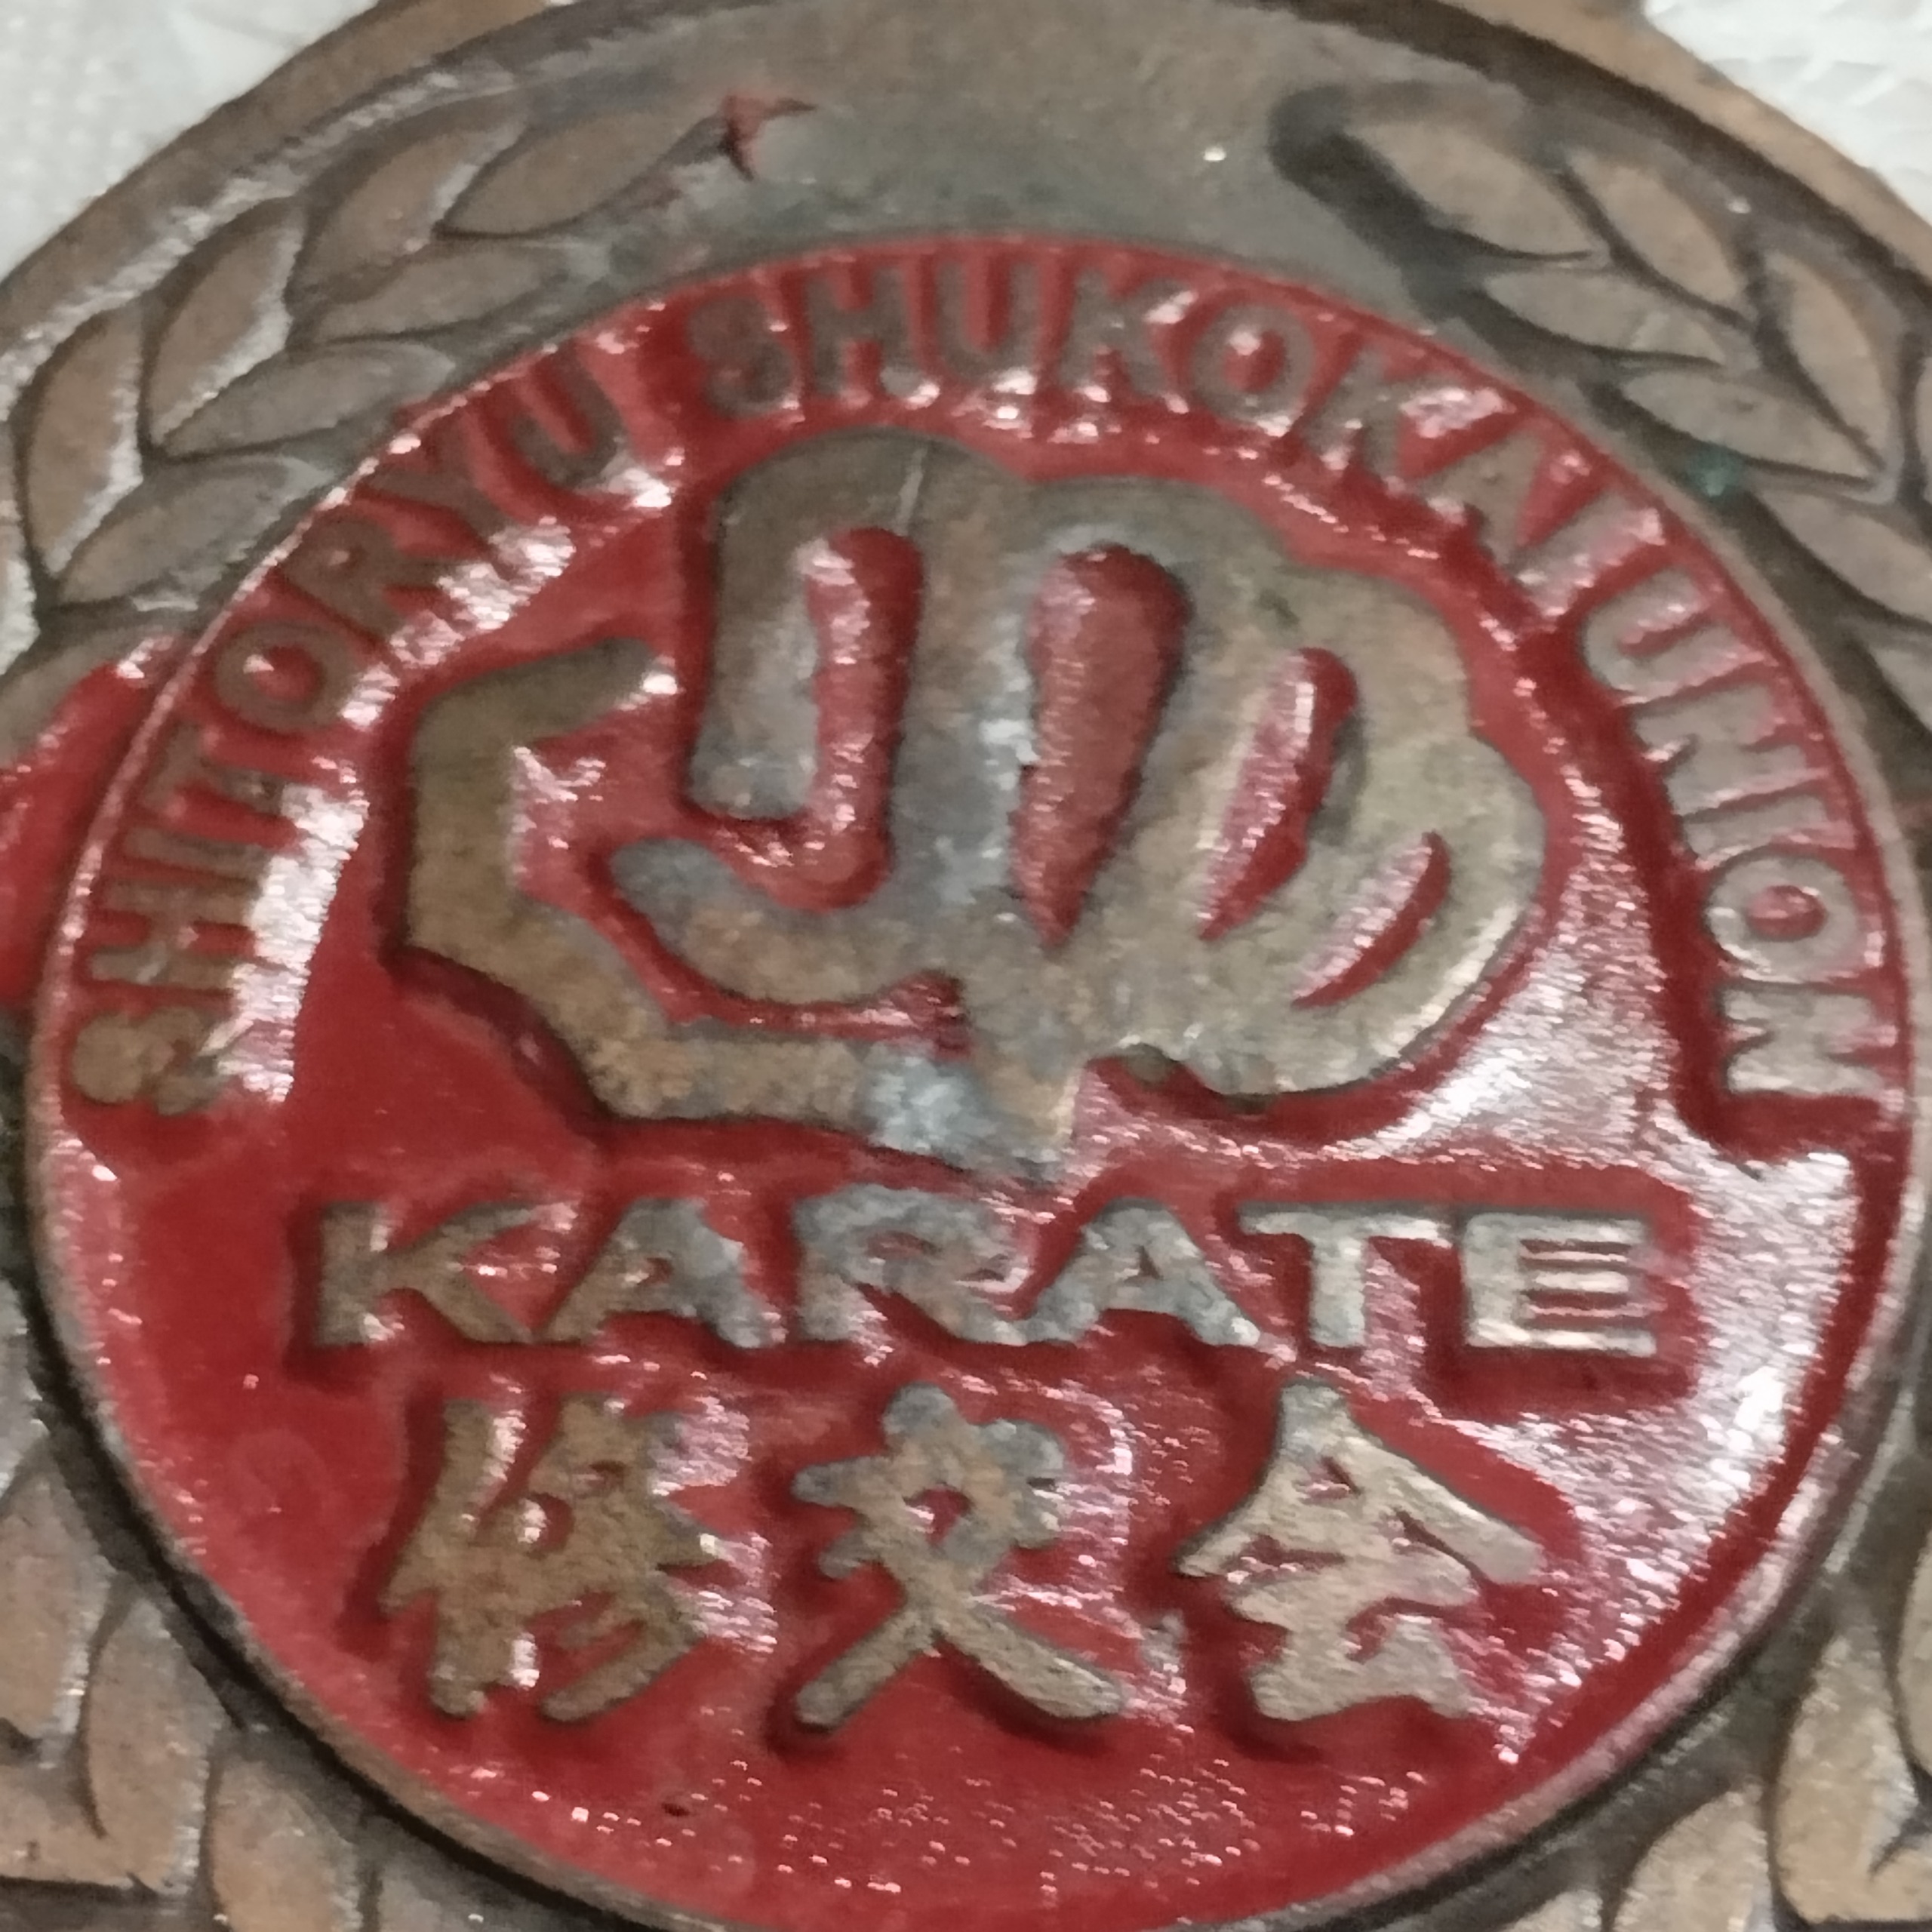 SHITORYU SHUKOKAI UNION
KARATE
修交会